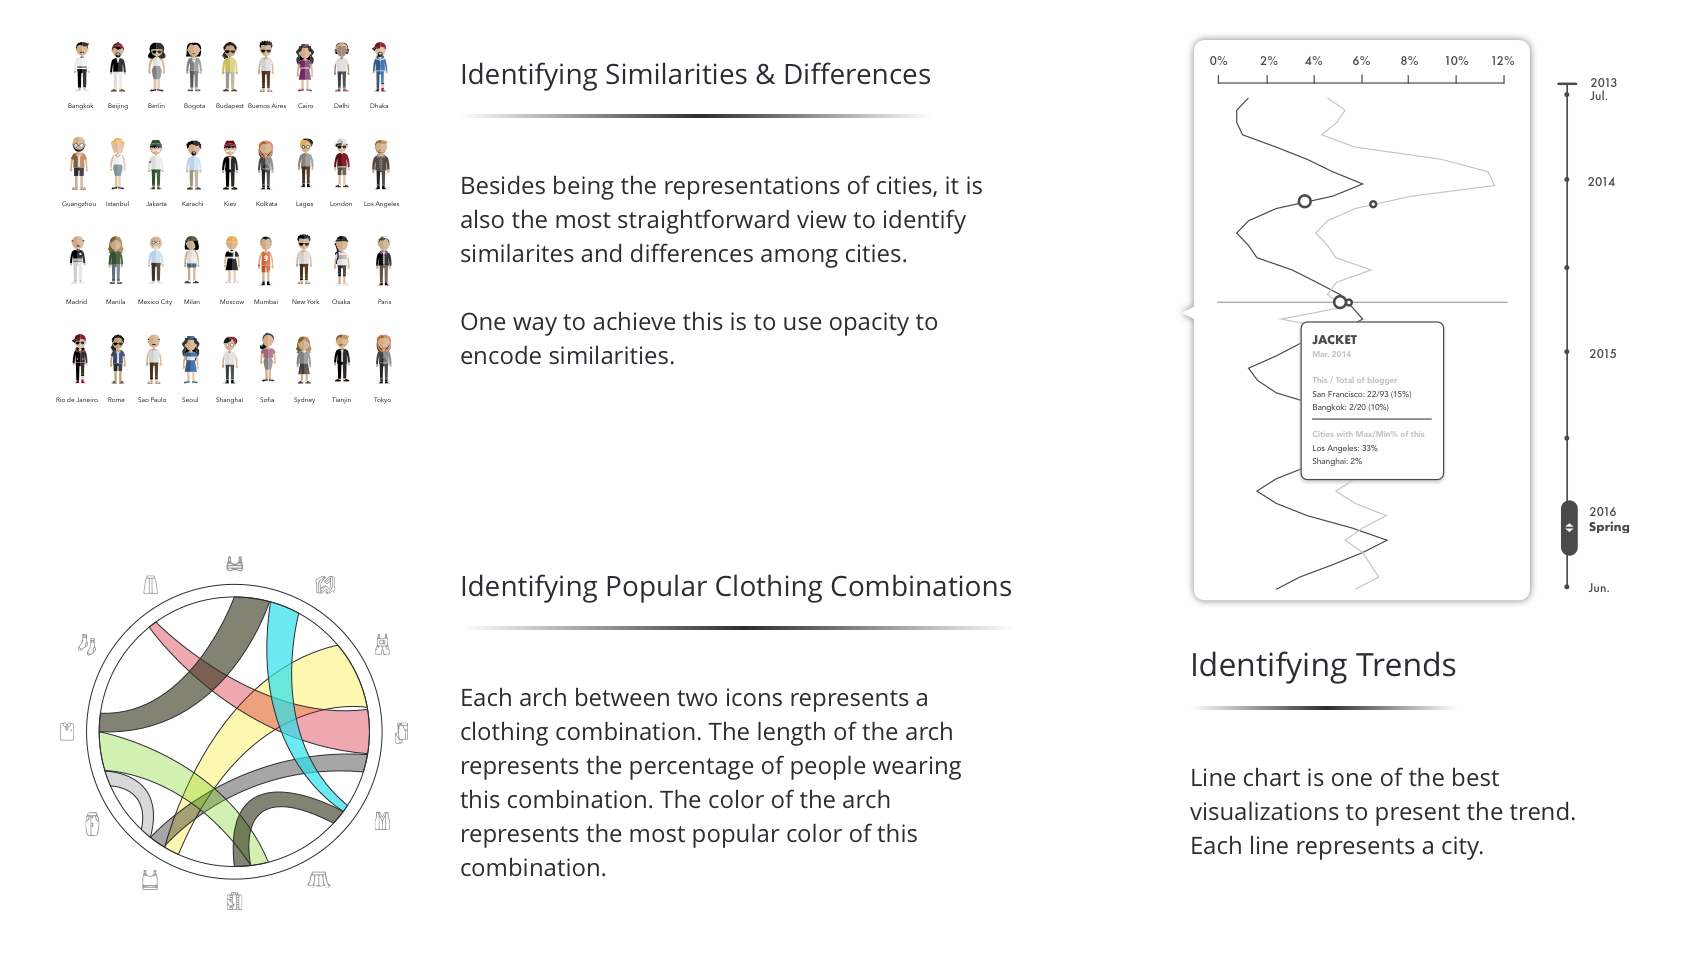 Bangkok Beijing Berlin Bogota Budapest Buenos Aires Cairo Delhi Dhaka
Guangzhou Istanbul Jakarta Karachi Kiev Kolkata Lagos London Los Angeles
Madrid Manila Mexico City Milan Moscow Mumbai New York Osaka Paris
Rio de Janeiro Rome Sao Paulo Seoul Shanghai Sofia Sydney Tianjin Tokyo
Identifying Similarities & Differences
Besides being the representations of cities, it is
also the most straightforward view to identify
similarites and differences among cities.
One way to achieve this is to use opacity to
encode similarities.
Identifying Popular Clothing Combinations
Each arch between two icons represents a
clothing combination. The length of the arch
represents the percentage of people wearing
this combination. The color of the arch
represents the most popular color of this
combination.
0% 2% 4% 6% 8% 10% 12%
2013
Jul.
2014
2015
2016
Spring
Jun.
JACKET
Mar. 2014
This / Total of blogger
San Francisco: 22/93 (15%)
Bangkok: 2/20 (10%)
Cities with Max/Min% of this
Los Angeles: 33%
Shanghai: 2%
Identifying Trends
Line chart is one of the best
visualizations to present the trend.
Each line represents a city.